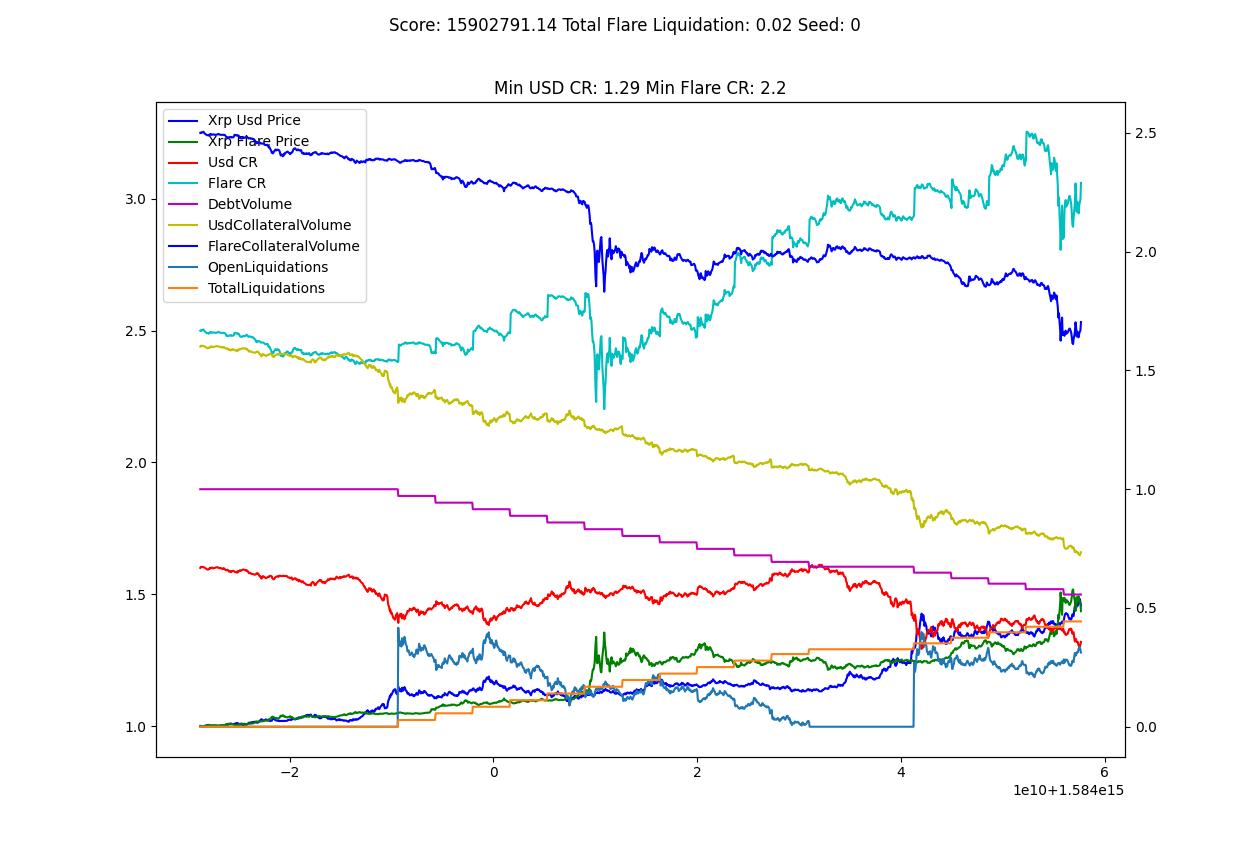 Score: 15902791.14 Total Flare Liquidation: 0.02 Seed: 0
Min USD CR: 1.29 Min Flare CR: 2.2
Xrp Usd Price
Xrp Flare Price
Usd CR
Flare CR
DebtVolume
UsdCollateralVolume
FlareCollateralVolume
OpenLiquidations
TotalLiquidations
3.0
2.5
2.0
1.5
1.0
2.5
2.0
1.5
1.0
0.5
0.0
−2
0
2
4
6
1e10+1.584e15